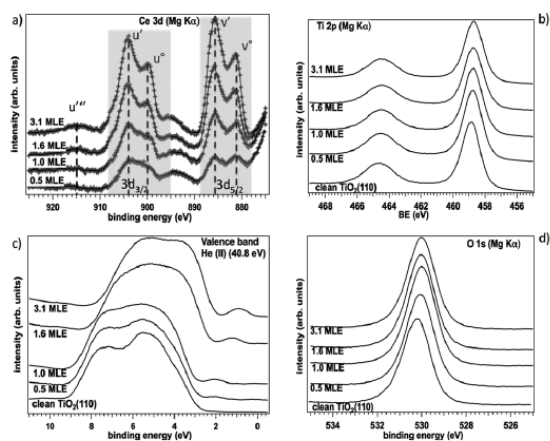 a)
Ce 3d (Mg Kα)
u'
u°
v'
v°
u'''
3.1 MLE
1.6 MLE
1.0 MLE
0.5 MLE
3d3/2
3d5/2
intensity (arb. units)
920 910 900 890 880
binding energy (eV)
b)
Ti 2p (Mg Kα)
3.1 MLE
1.6 MLE
1.0 MLE
0.5 MLE
clean TiO2(110)
intensity (arb. units)
468 466 464 462 460 458 456 454
BE (eV)
c)
Valence band
He (II) (40.8 eV)
3.1 MLE
1.6 MLE
1.0 MLE
0.5 MLE
clean TiO2(110)
intensity (arb. units)
10 8 6 4 2 0
binding energy (eV)
d)
O 1s (Mg Kα)
3.1 MLE
1.6 MLE
1.0 MLE
0.5 MLE
clean TiO2(110)
intensity (arb. units)
534 532 530 528 526
binding energy (eV)